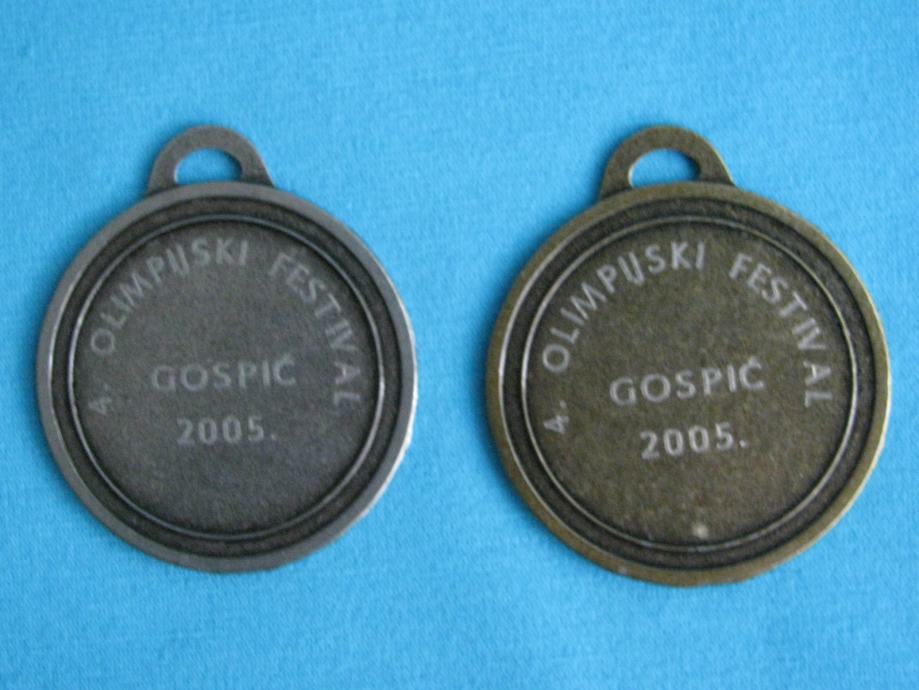 4. OLIMPIJSKI FESTIVAL
GOSPIĆ
2005.
4. OLIMPIJSKI FESTIVAL
GOSPIĆ
2005.